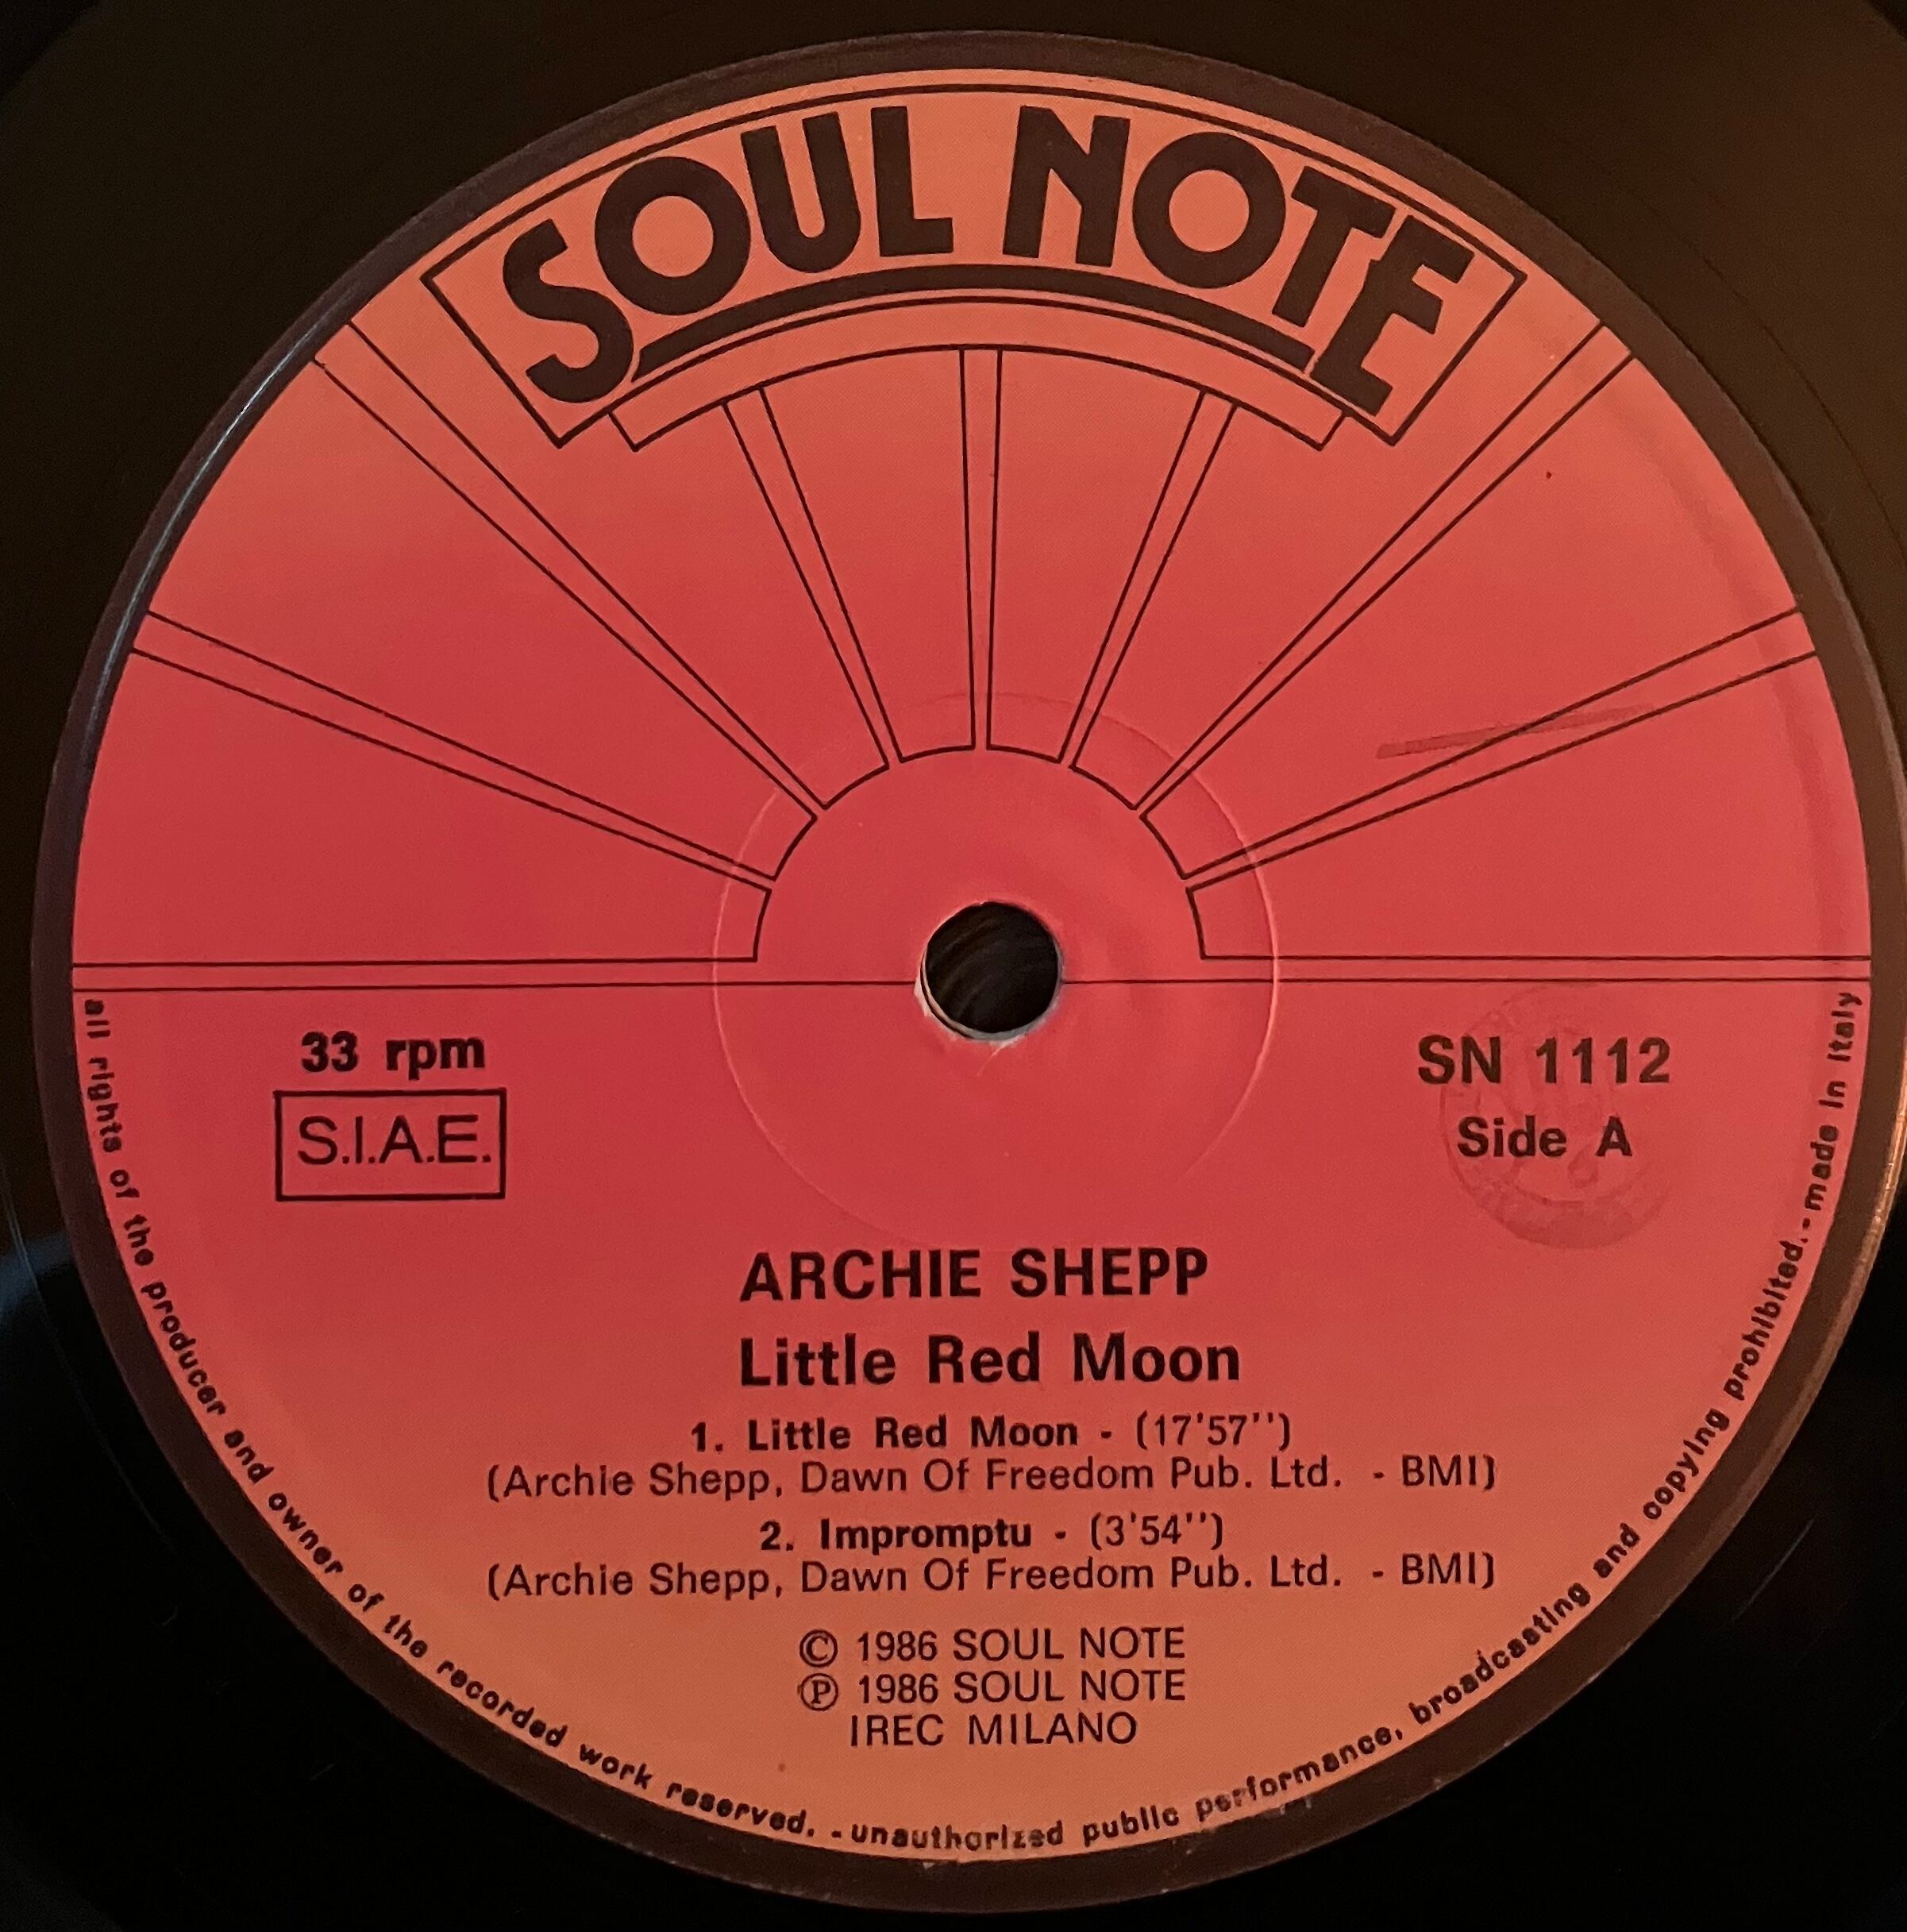 SOUL NOTE
33 rpm
S.I.A.E.
SN 1112
Side A
ARCHIE SHEPP
Little Red Moon
1. Little Red Moon - (17'57'')
(Archie Shepp, Dawn Of Freedom Pub. Ltd. - BMI)
2. Impromptu - (3'54'')
(Archie Shepp, Dawn Of Freedom Pub. Ltd. - BMI)
© 1986 SOUL NOTE
℗ 1986 SOUL NOTE
IREC MILANO
all rights of the producer and owner of the recorded work reserved. - unauthorized public performance, broadcasting and copying prohibited. - made in Italy